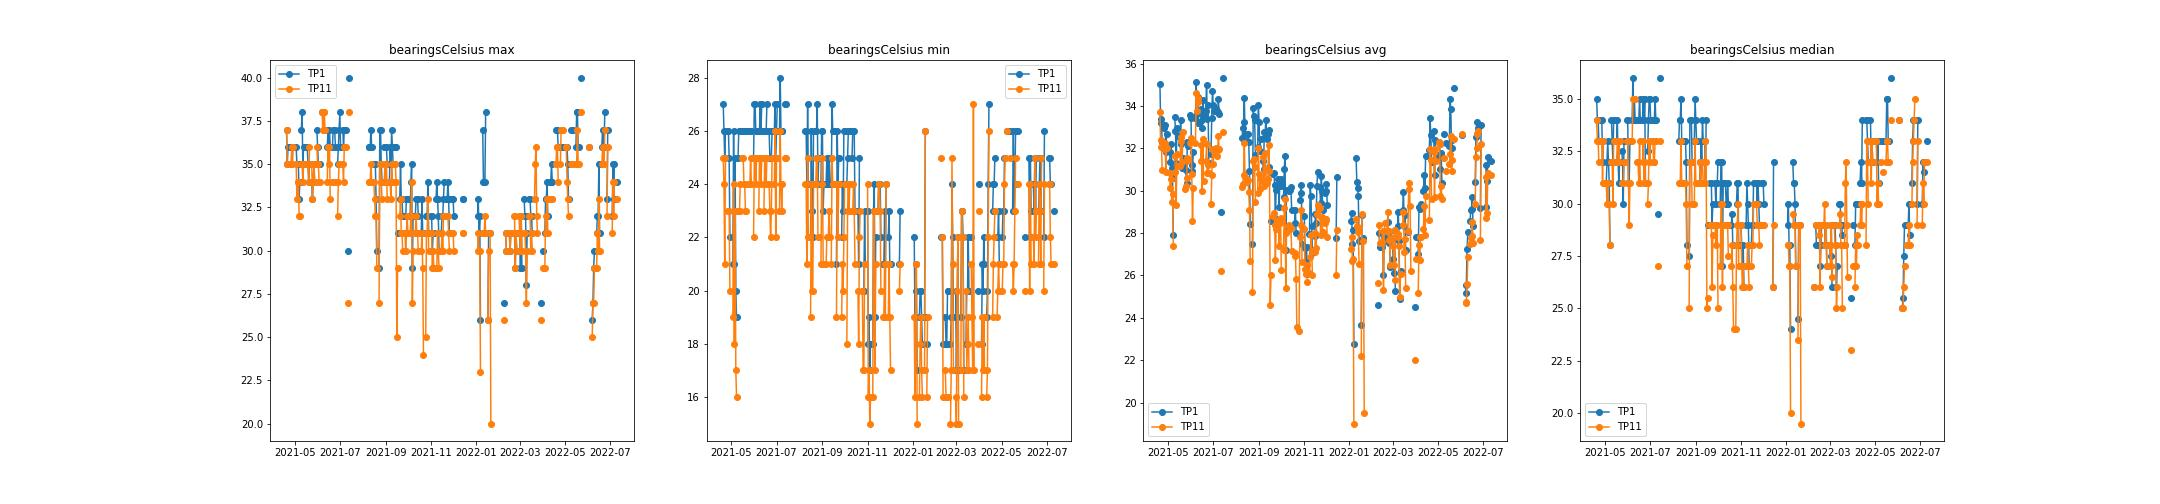 bearingsCelsius max
40.0
37.5
35.0
32.5
30.0
27.5
25.0
22.5
20.0
2021-05 2021-07 2021-09 2021-11 2022-01 2022-03 2022-05 2022-07
TP1
TP11
bearingsCelsius min
28
26
24
22
20
18
16
2021-05 2021-07 2021-09 2021-11 2022-01 2022-03 2022-05 2022-07
TP1
TP11
bearingsCelsius avg
36
34
32
30
28
26
24
22
20
2021-05 2021-07 2021-09 2021-11 2022-01 2022-03 2022-05 2022-07
TP1
TP11
bearingsCelsius median
35.0
32.5
30.0
27.5
25.0
22.5
20.0
2021-05 2021-07 2021-09 2021-11 2022-01 2022-03 2022-05 2022-07
TP1
TP11